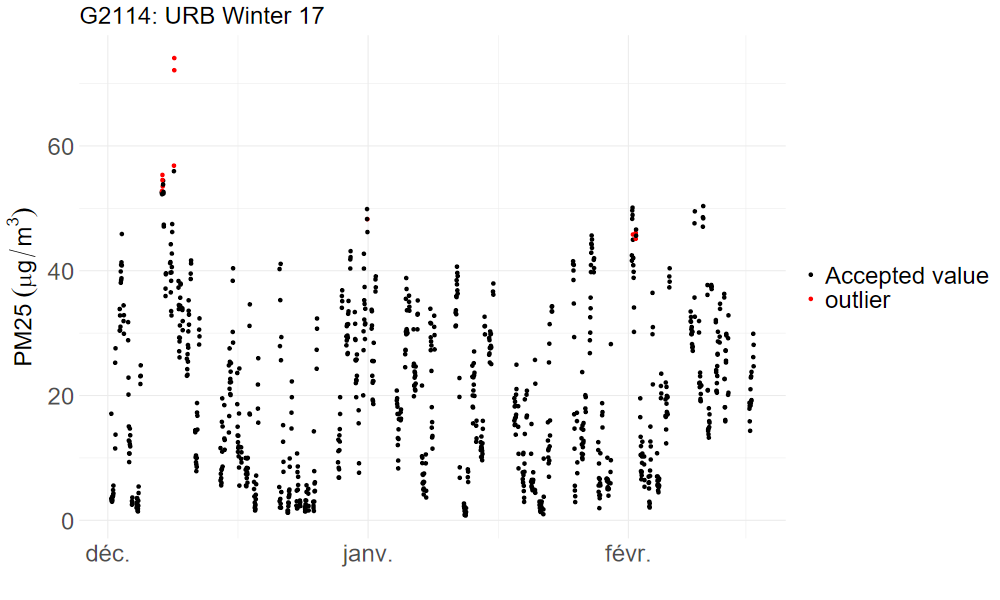 G2114: URB Winter 17
PM25 (μg/m³)
60
40
20
0
déc.
janv.
févr.
Accepted value
outlier